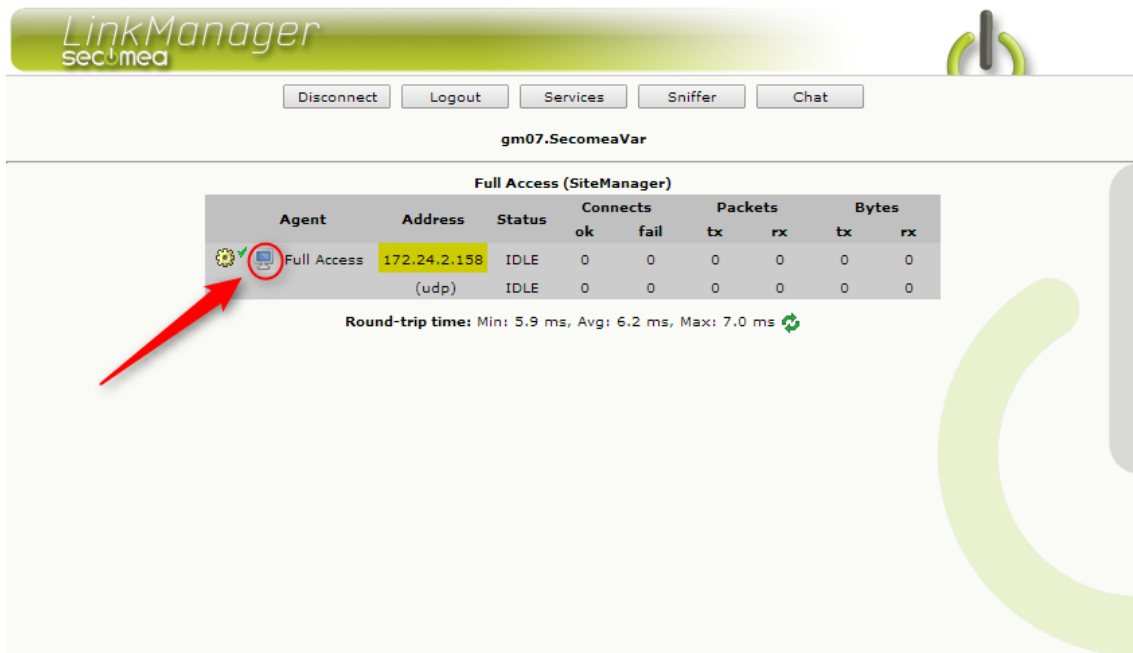 LinkManager
secomea
Disconnect Logout Services Sniffer Chat
gm07.SecomeaVar
Full Access (SiteManager)
Agent Address Status Connects Packets Bytes
ok fail tx rx tx rx
Full Access 172.24.2.158 IDLE 0 0 0 0 0 0
(udp) IDLE 0 0 0 0 0 0
Round-trip time: Min: 5.9 ms, Avg: 6.2 ms, Max: 7.0 ms